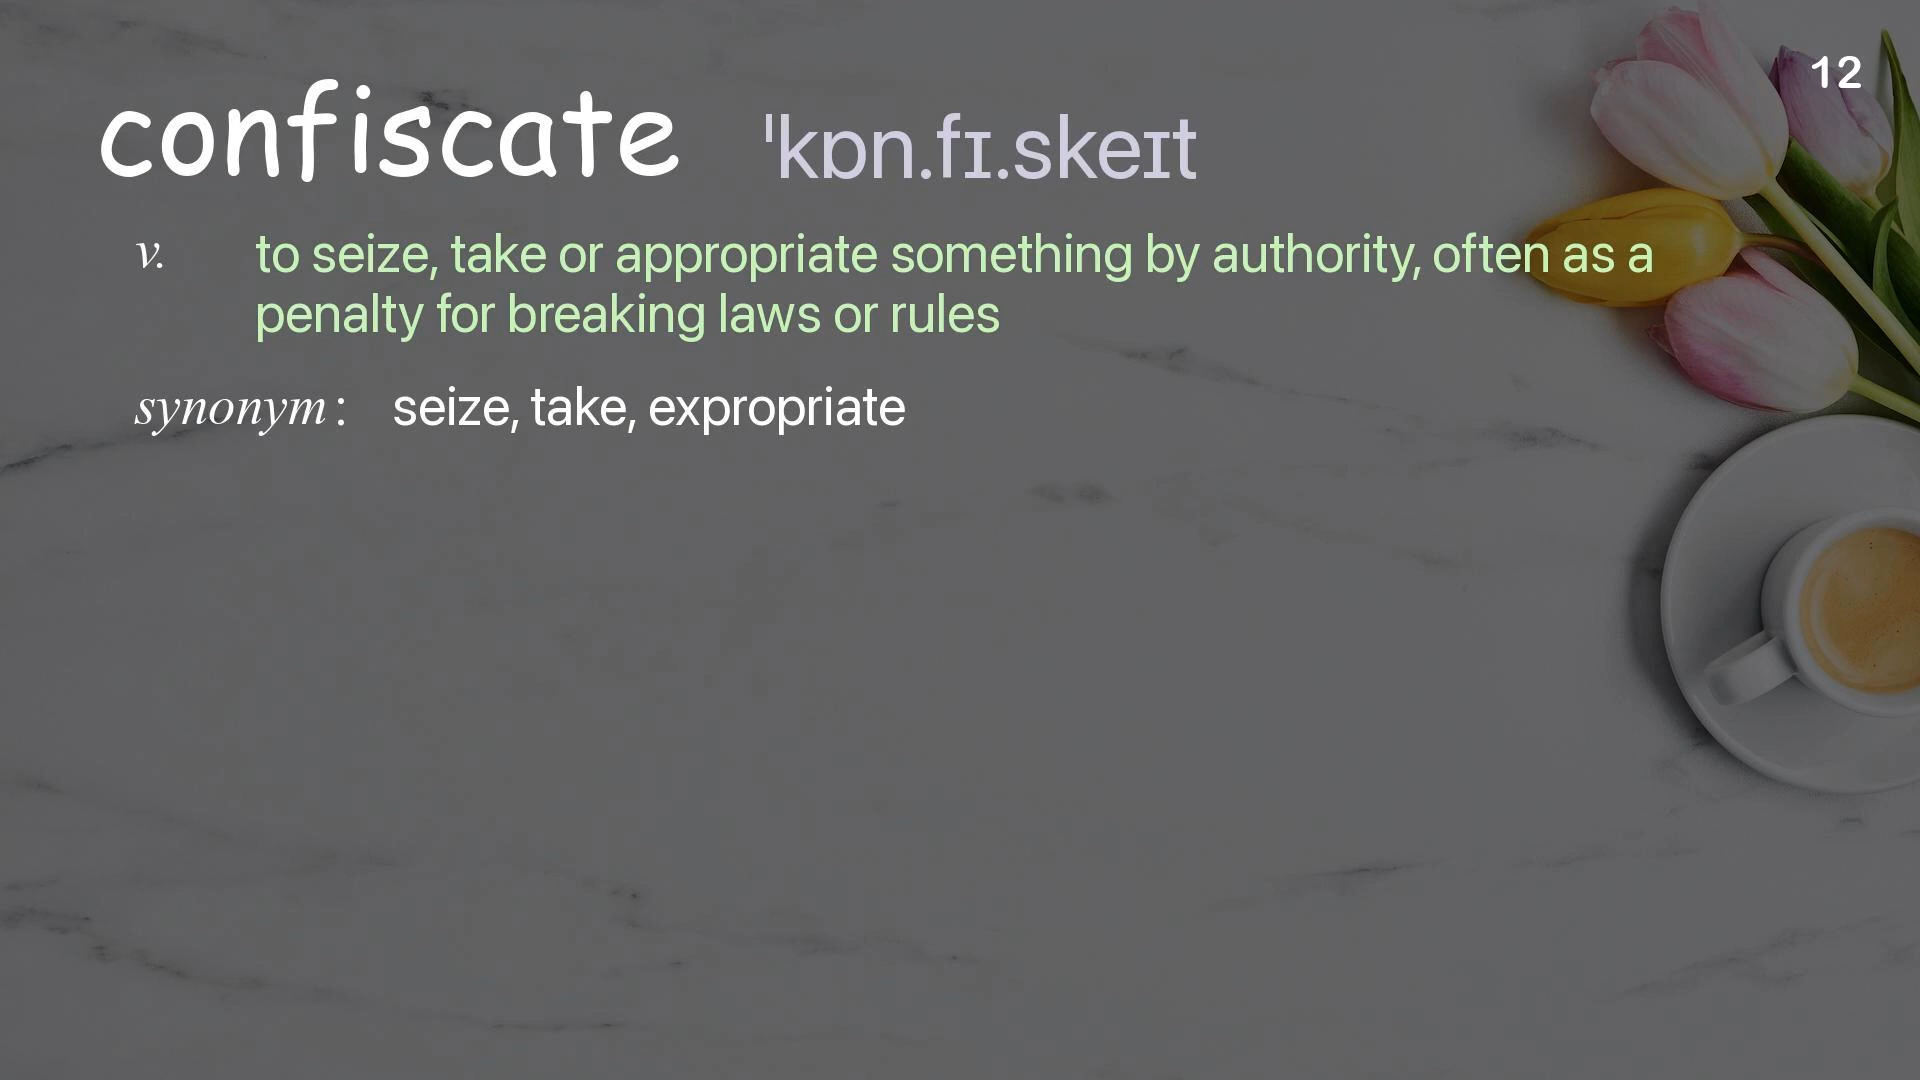 12
confiscate ˈkɒn.fɪ.skeɪt
v. to seize, take or appropriate something by authority, often as a
penalty for breaking laws or rules
synonym : seize, take, expropriate